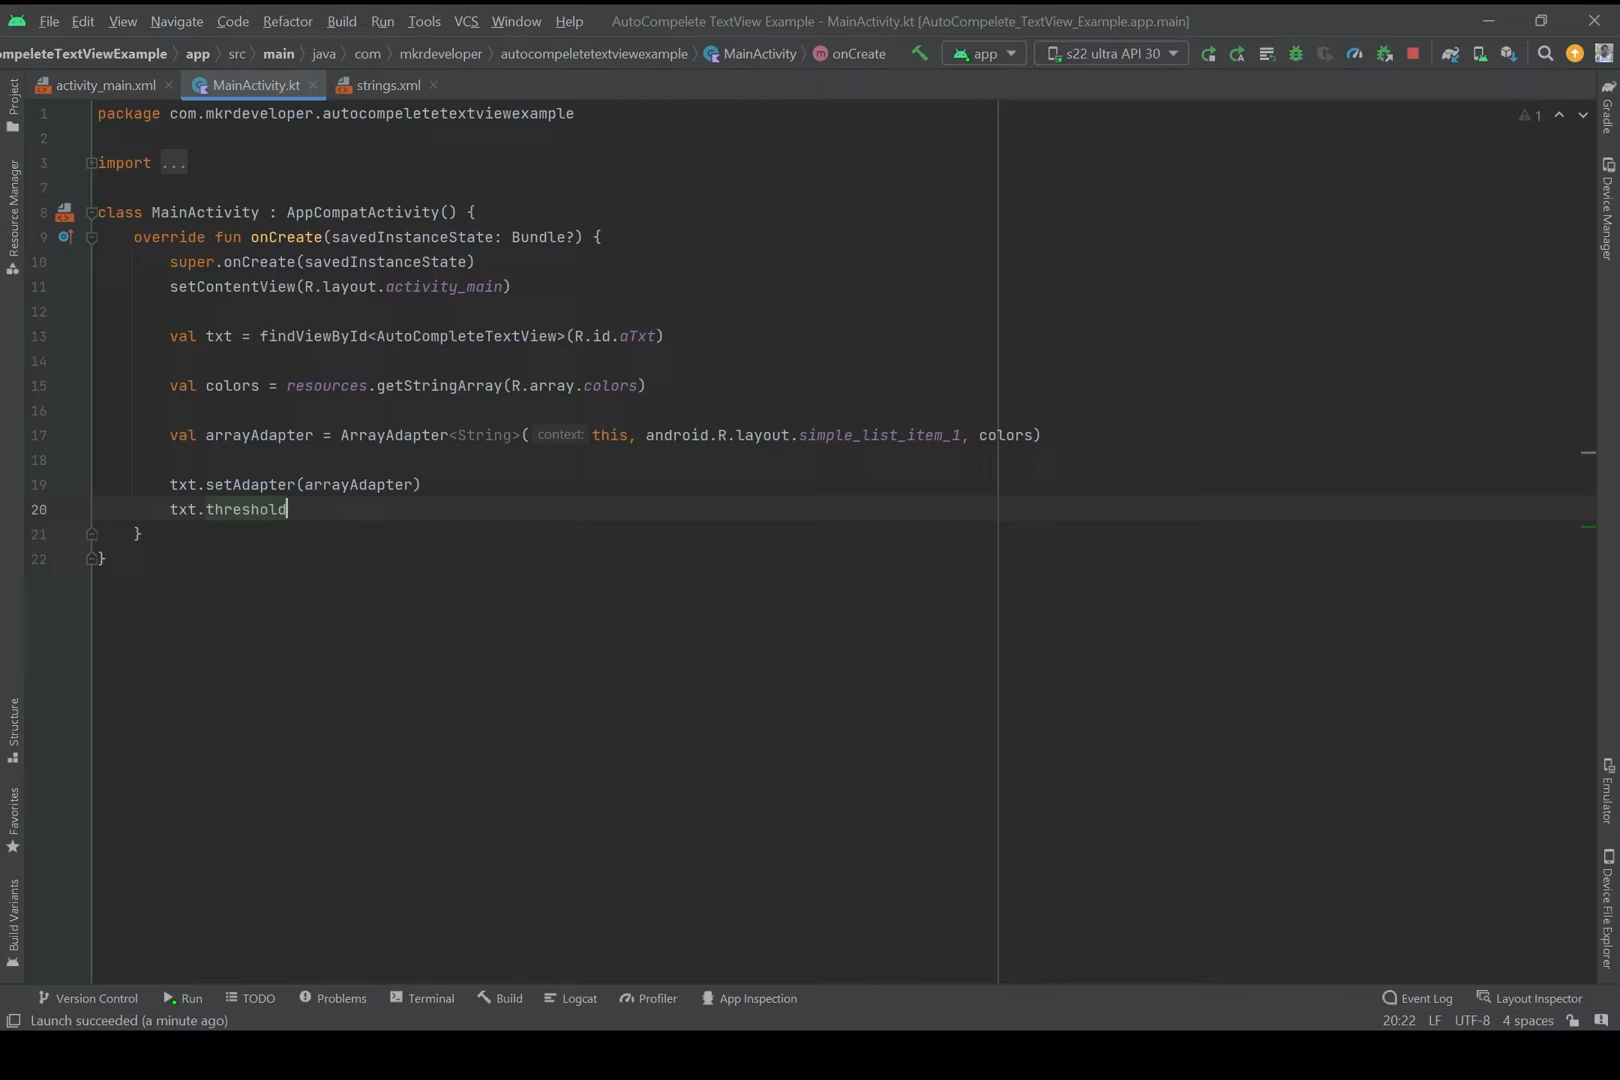 File Edit View Navigate Code Refactor Build Run Tools VCS Window Help AutoCompelete TextView Example - MainActivity.kt [AutoCompelete_TextView_Example.app.main]
ompeleteTextViewExample app src main java com mkrdeveloper autocompeletetextviewexample MainActivity onCreate app s22 ultra API 30
activity_main.xml MainActivity.kt strings.xml
1 package com.mkrdeveloper.autocompeletetextviewexample
1
2
3 import ...
7
8 class MainActivity : AppCompatActivity() {
9 override fun onCreate(savedInstanceState: Bundle?) {
10 super.onCreate(savedInstanceState)
11 setContentView(R.layout.activity_main)
12
13 val txt = findViewById<AutoCompleteTextView>(R.id.aTxt)
14
15 val colors = resources.getStringArray(R.array.colors)
16
17 val arrayAdapter = ArrayAdapter<String>( context: this, android.R.layout.simple_list_item_1, colors)
18
19 txt.setAdapter(arrayAdapter)
20 txt.threshold
21 }
22 }
Project
Resource Manager
Structure
Favorites
Build Variants
Gradle
Device Manager
Emulator
Device File Explorer
Version Control Run TODO Problems Terminal Build Logcat Profiler App Inspection Event Log Layout Inspector
Launch succeeded (a minute ago) 20:22 LF UTF-8 4 spaces